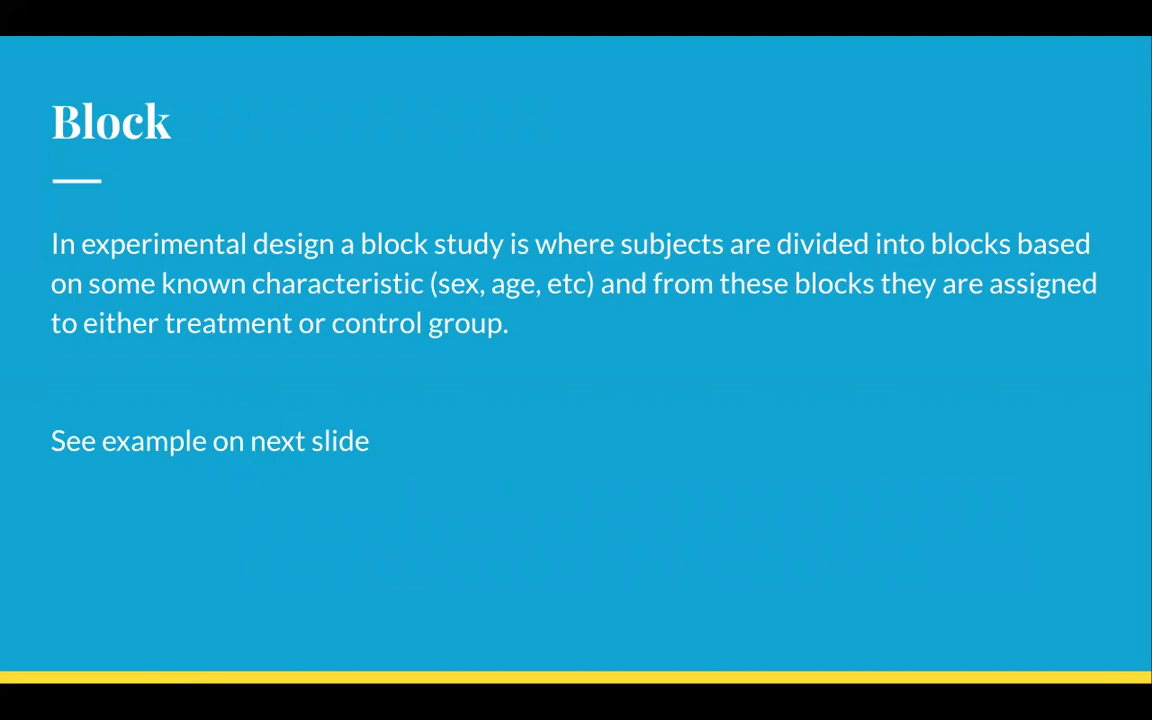 Block
In experimental design a block study is where subjects are divided into blocks based
on some known characteristic (sex, age, etc) and from these blocks they are assigned
to either treatment or control group.
See example on next slide